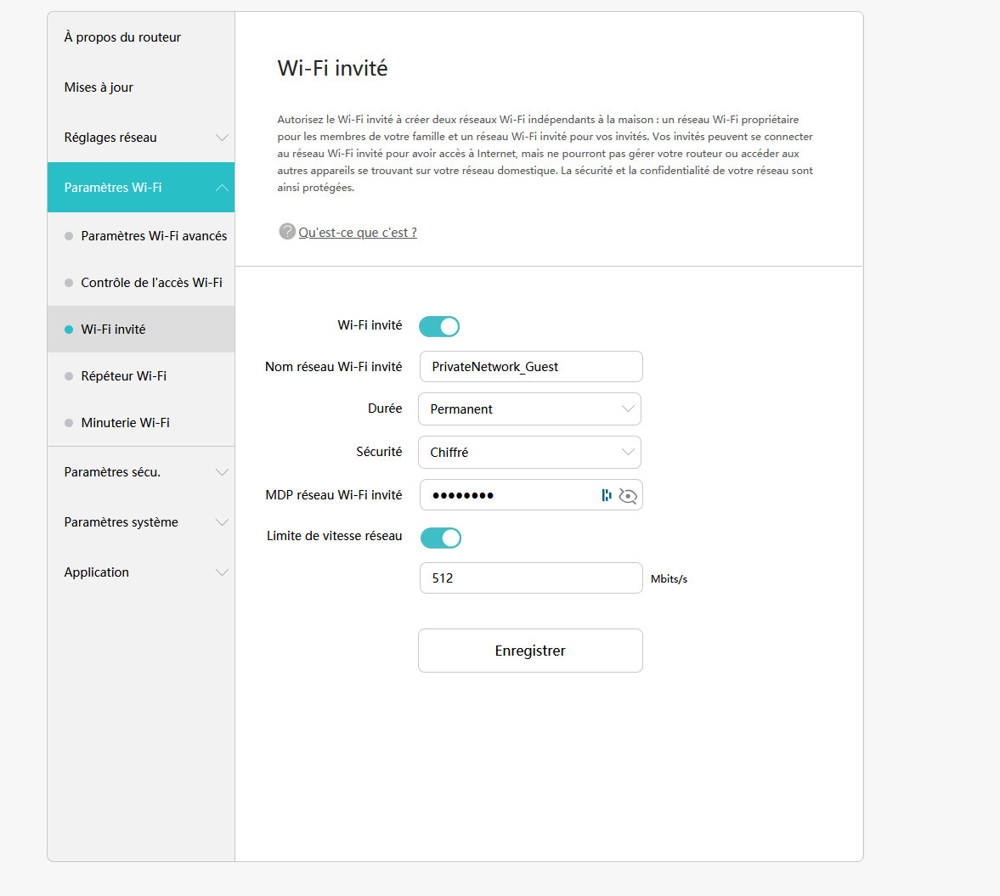 À propos du routeur
Mises à jour
Réglages réseau
Paramètres Wi-Fi
Paramètres Wi-Fi avancés
Contrôle de l'accès Wi-Fi
Wi-Fi invité
Répéteur Wi-Fi
Minuterie Wi-Fi
Paramètres sécu.
Paramètres système
Application
Wi-Fi invité
Autorisez le Wi-Fi invité à créer deux réseaux Wi-Fi indépendants à la maison : un réseau Wi-Fi propriétaire
pour les membres de votre famille et un réseau Wi-Fi invité pour vos invités. Vos invités peuvent se connecter
au réseau Wi-Fi invité pour avoir accès à Internet, mais ne pourront pas gérer votre routeur ou accéder aux
autres appareils se trouvant sur votre réseau domestique. La sécurité et la confidentialité de votre réseau sont
ainsi protégées.
? Qu'est-ce que c'est ?
Wi-Fi invité
Nom réseau Wi-Fi invité PrivateNetwork_Guest
Durée Permanent
Sécurité Chiffré
MDP réseau Wi-Fi invité ••••••••
Limite de vitesse réseau
512 Mbits/s
Enregistrer